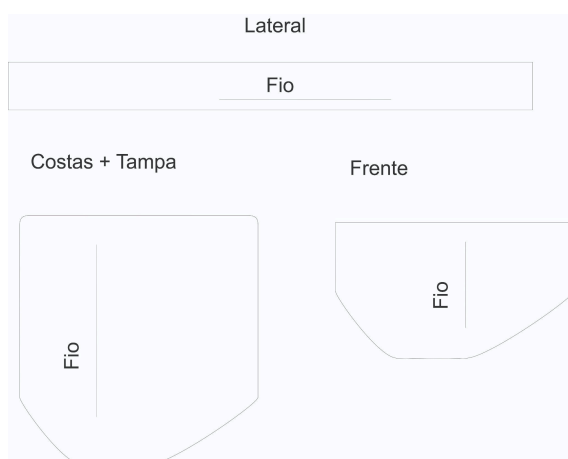 Lateral
Fio
Costas + Tampa
Frente
Fio
Fio